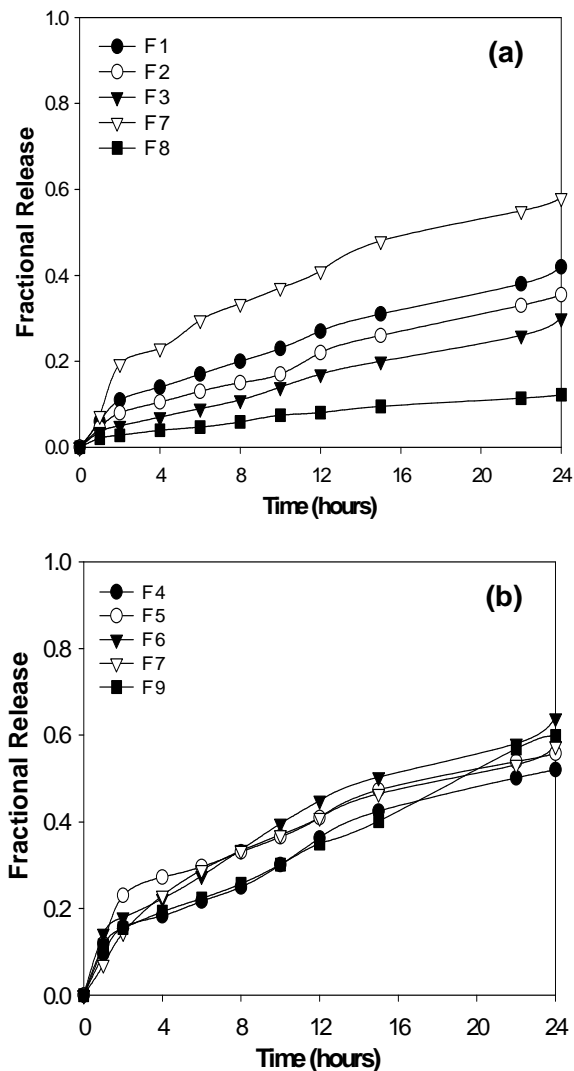 (a)
F1
F2
F3
F7
F8
Fractional Release
1.0
0.8
0.6
0.4
0.2
0.0
0 4 8 12 16 20 24
Time (hours)
(b)
F4
F5
F6
F7
F9
Fractional Release
1.0
0.8
0.6
0.4
0.2
0.0
0 4 8 12 16 20 24
Time (hours)